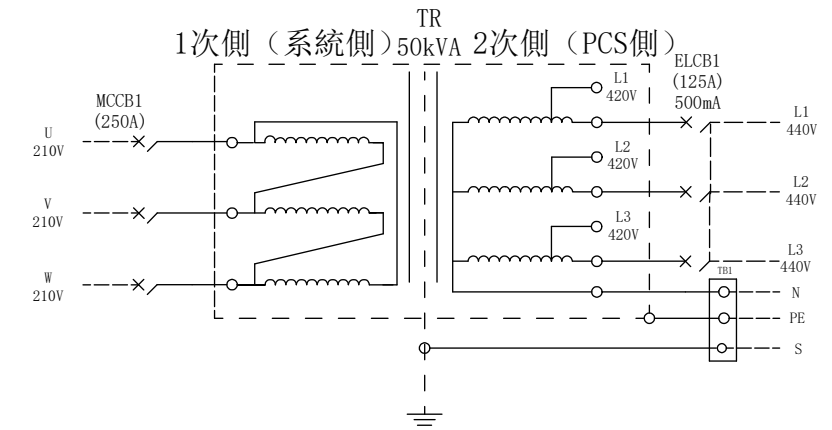 TR
1次側（系統側）50kVA 2次側（PCS側）
MCCB1
(250A)
U
210V
V
210V
W
210V
L1
420V
L2
420V
L3
420V
ELCB1
(125A)
500mA
L1
440V
L2
440V
L3
440V
TB1
N
PE
S